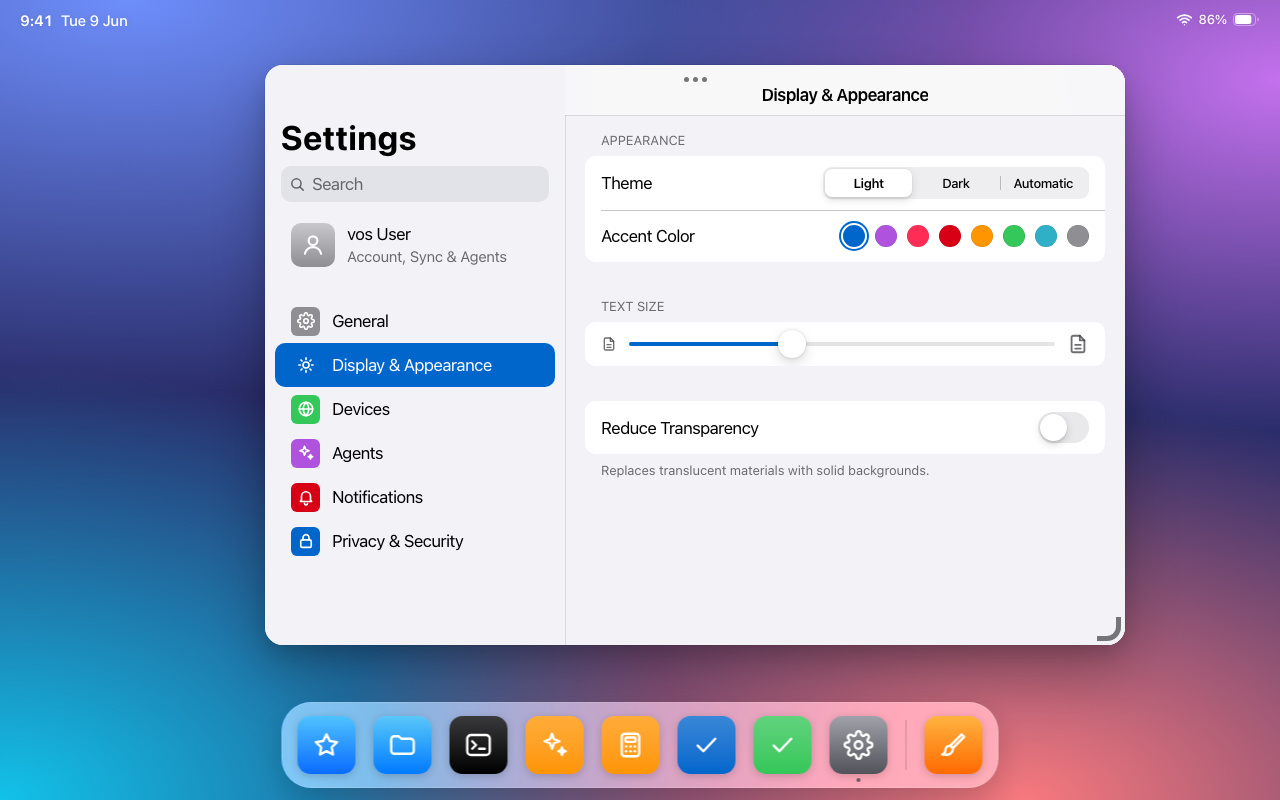 9:41 Tue 9 Jun
86%
Display & Appearance
Settings
Search
vos User
Account, Sync & Agents
General
Display & Appearance
Devices
Agents
Notifications
Privacy & Security
APPEARANCE
Theme
Light
Dark
Automatic
Accent Color
TEXT SIZE
Reduce Transparency
Replaces translucent materials with solid backgrounds.